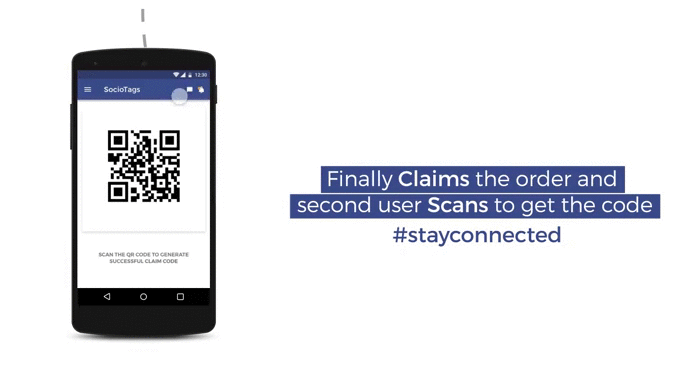 12:30
SocioTags
SCAN THE QR CODE TO GENERATE
SUCCESSFUL CLAIM CODE
Finally Claims the order and
second user Scans to get the code
#stayconnected